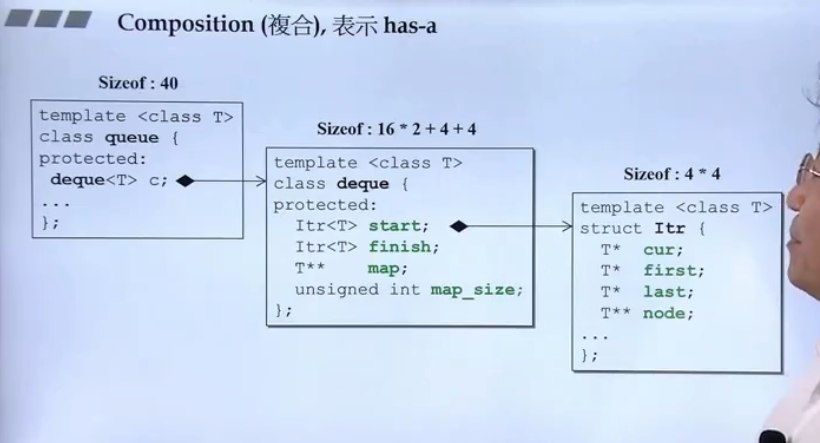 Composition (複合), 表示 has-a
Sizeof : 40
template <class T>
class queue {
protected:
deque<T> c;
...
};
Sizeof : 16 * 2 + 4 + 4
template <class T>
class deque {
protected:
Itr<T> start;
Itr<T> finish;
T** map;
unsigned int map_size;
};
Sizeof : 4 * 4
template <class T>
struct Itr {
T* cur;
T* first;
T* last;
T** node;
...
};